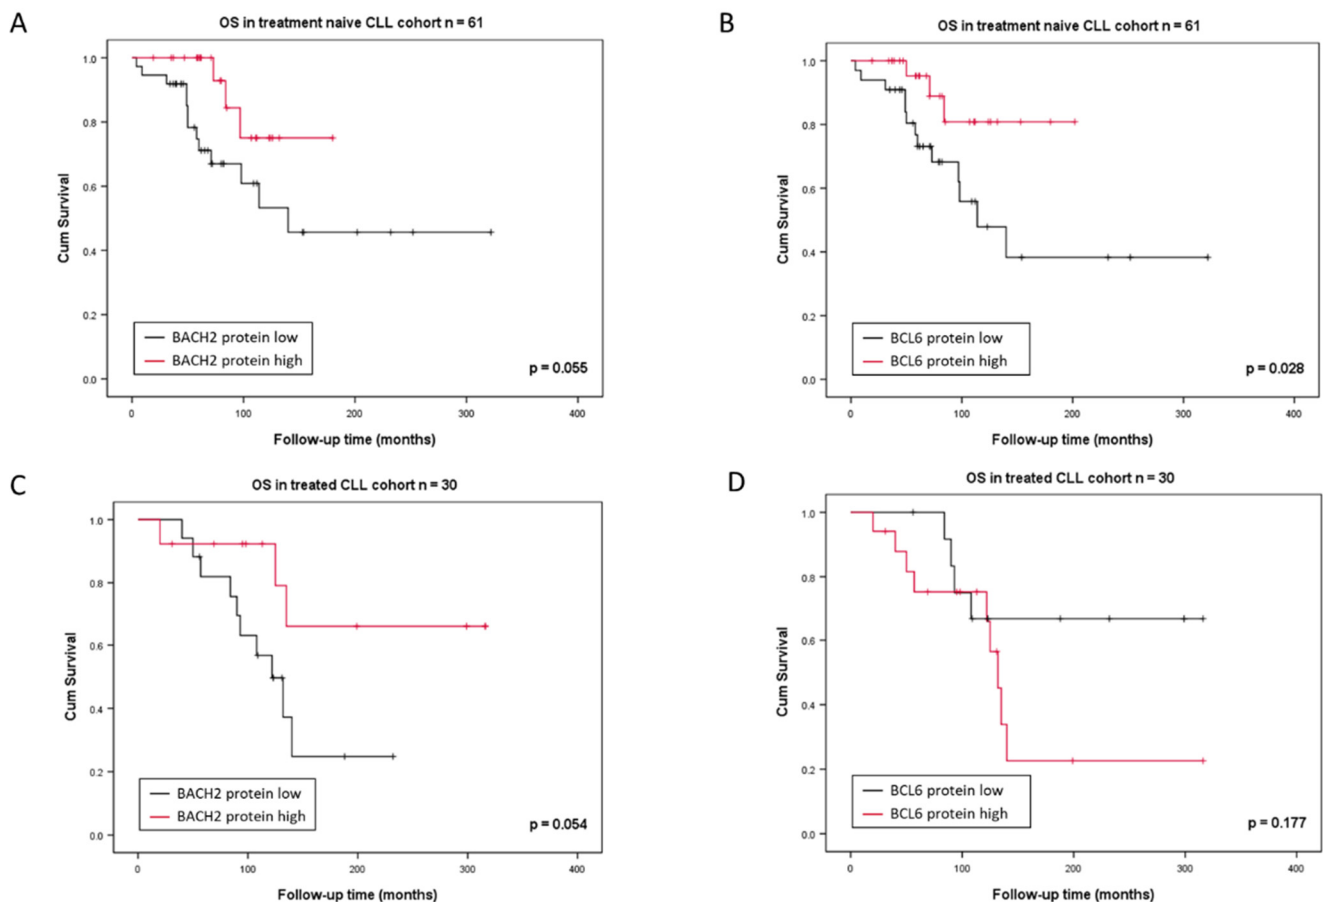 A
OS in treatment naive CLL cohort n = 61
Cum Survival
1.0
0.8
0.6
0.4
0.2
0.0
BACH2 protein low
BACH2 protein high
p = 0.055
0 100 200 300 400
Follow-up time (months)
B
OS in treatment naive CLL cohort n = 61
Cum Survival
1.0
0.8
0.6
0.4
0.2
0.0
BCL6 protein low
BCL6 protein high
p = 0.028
0 100 200 300 400
Follow-up time (months)
C
OS in treated CLL cohort n = 30
Cum Survival
1.0
0.8
0.6
0.4
0.2
0.0
BACH2 protein low
BACH2 protein high
p = 0.054
0 100 200 300 400
Follow-up time (months)
D
OS in treated CLL cohort n = 30
Cum Survival
1.0
0.8
0.6
0.4
0.2
0.0
BCL6 protein low
BCL6 protein high
p = 0.177
0 100 200 300 400
Follow-up time (months)